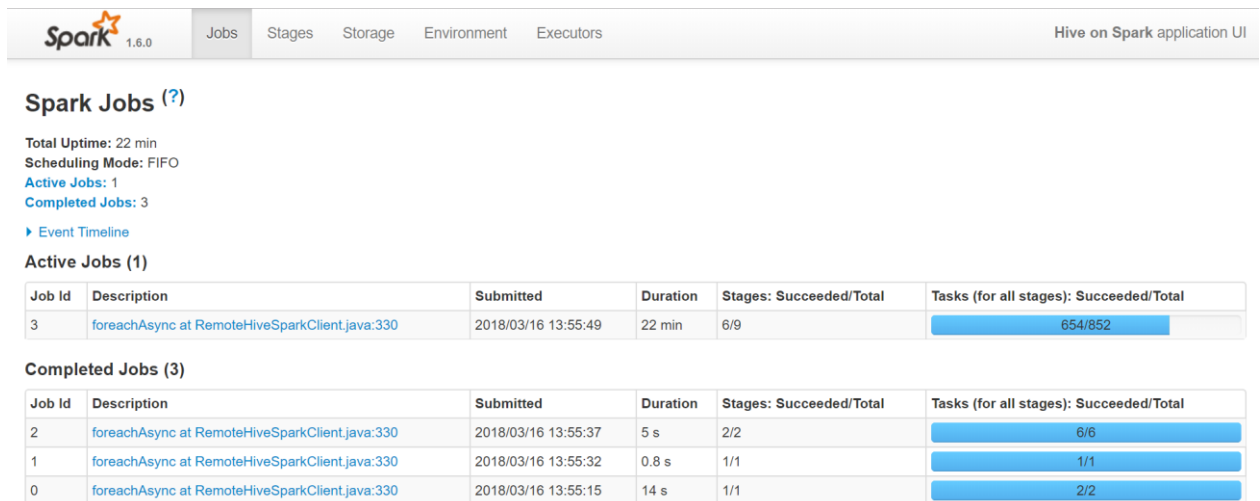 Spark 1.6.0 Jobs Stages Storage Environment Executors Hive on Spark application UI
Spark Jobs (?)
Total Uptime: 22 min
Scheduling Mode: FIFO
Active Jobs: 1
Completed Jobs: 3
Event Timeline
Active Jobs (1)
Job Id Description Submitted Duration Stages: Succeeded/Total Tasks (for all stages): Succeeded/Total
3 foreachAsync at RemoteHiveSparkClient.java:330 2018/03/16 13:55:49 22 min 6/9 654/852
Completed Jobs (3)
Job Id Description Submitted Duration Stages: Succeeded/Total Tasks (for all stages): Succeeded/Total
2 foreachAsync at RemoteHiveSparkClient.java:330 2018/03/16 13:55:37 5 s 2/2 6/6
1 foreachAsync at RemoteHiveSparkClient.java:330 2018/03/16 13:55:32 0.8 s 1/1 1/1
0 foreachAsync at RemoteHiveSparkClient.java:330 2018/03/16 13:55:15 14 s 1/1 2/2